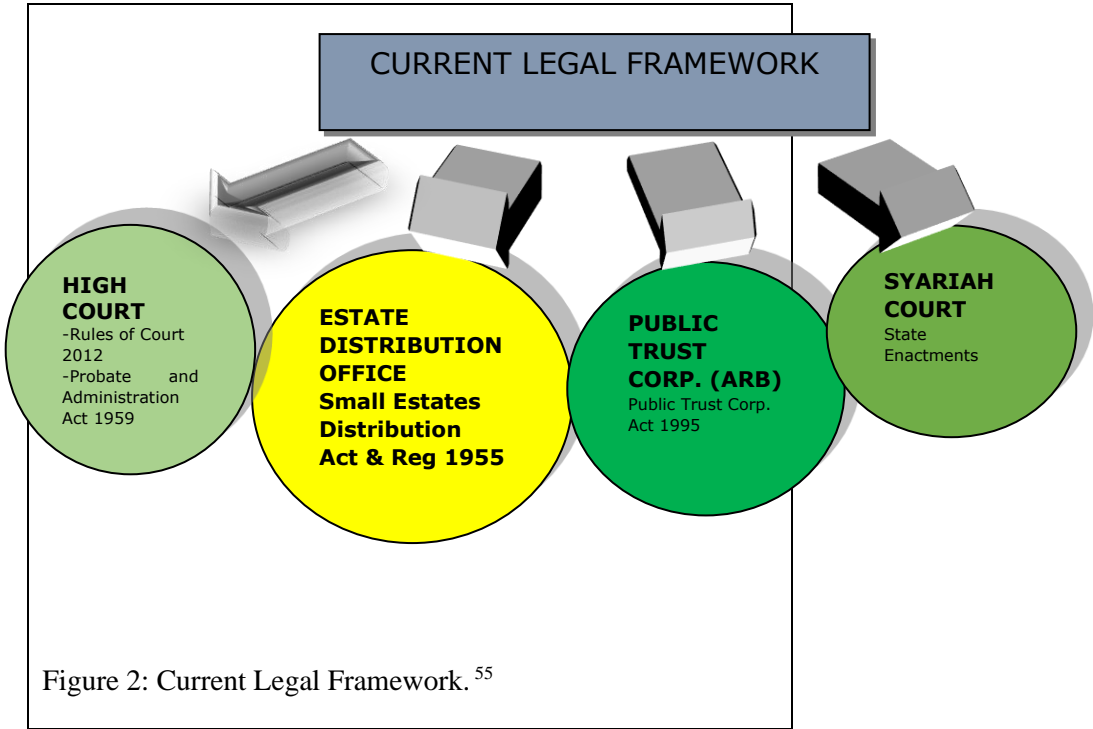 CURRENT LEGAL FRAMEWORK
HIGH
COURT
-Rules of Court
2012
-Probate and
Administration
Act 1959
ESTATE
DISTRIBUTION
OFFICE
Small Estates
Distribution
Act & Reg 1955
PUBLIC
TRUST
CORP. (ARB)
Public Trust Corp.
Act 1995
SYARIAH
COURT
State
Enactments
Figure 2: Current Legal Framework. 55